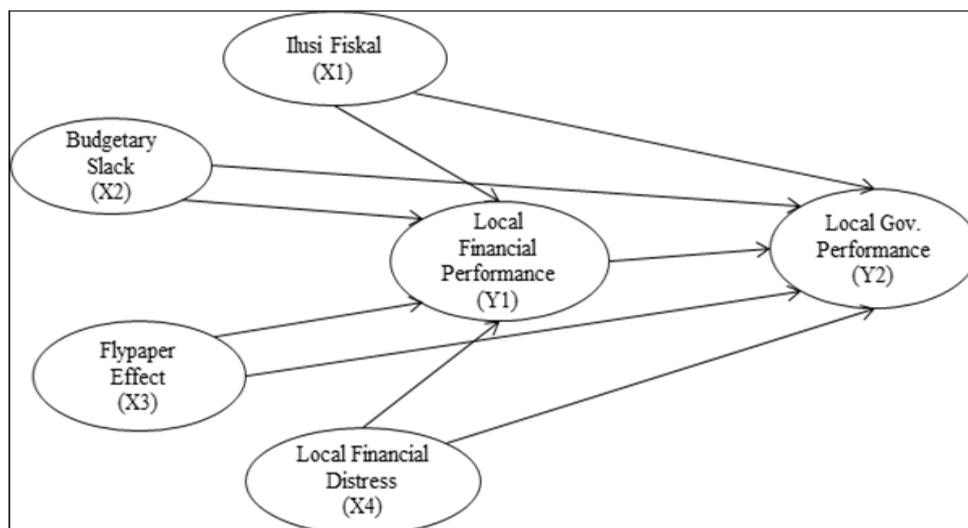 Ilusi Fiskal
(X1)
Budgetary
Slack
(X2)
Local
Financial
Performance
(Y1)
Local Gov.
Performance
(Y2)
Flypaper
Effect
(X3)
Local Financial
Distress
(X4)